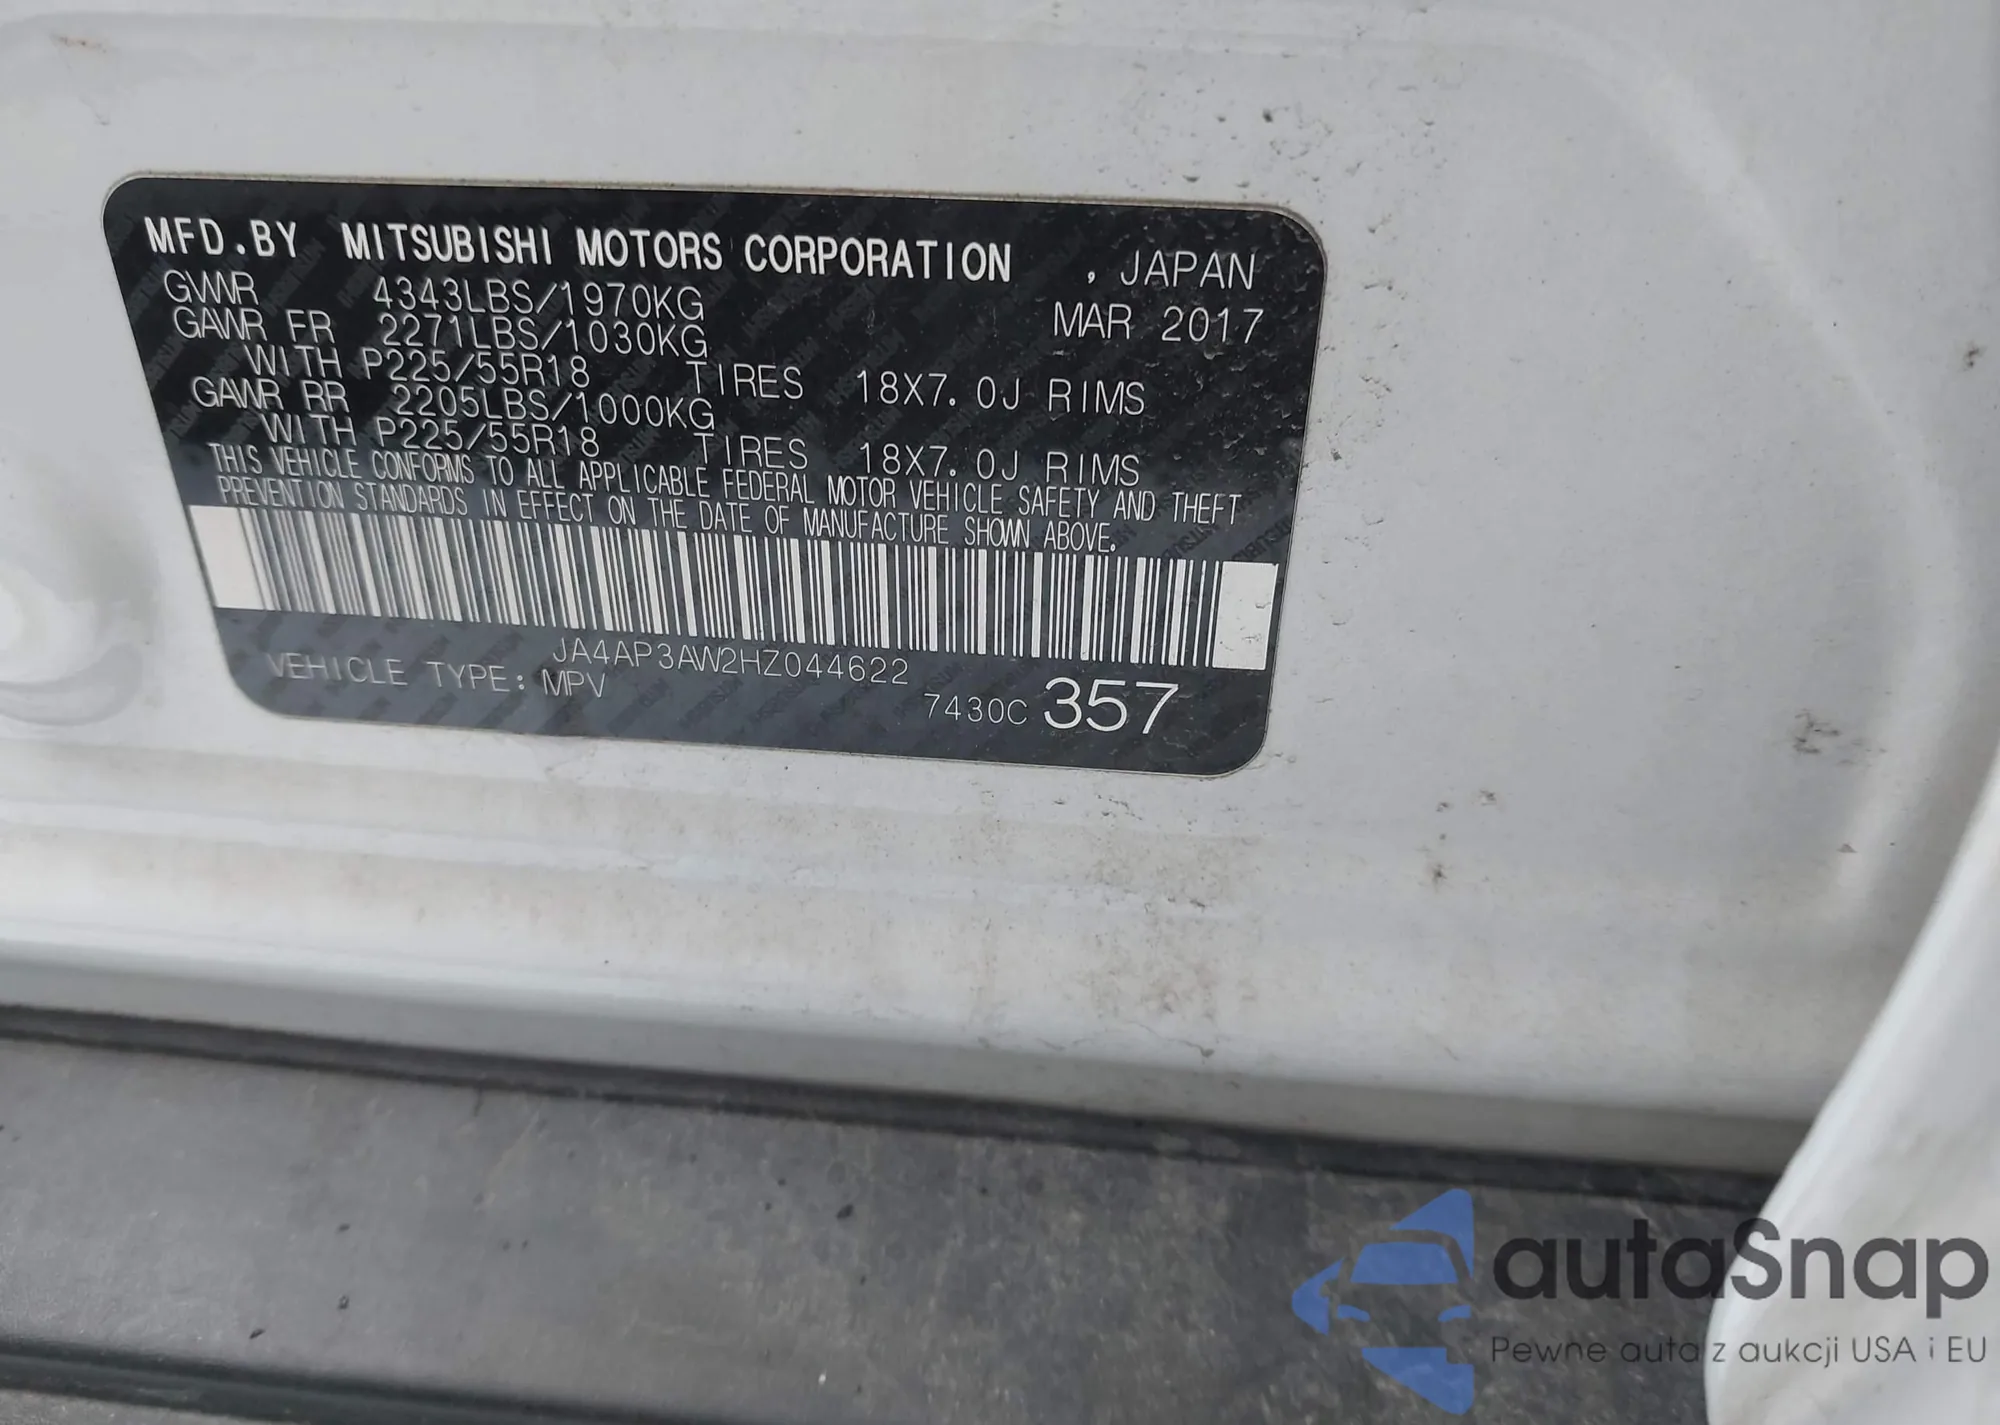 MFD.BY MITSUBISHI MOTORS CORPORATION , JAPAN
GVWR 4343LBS/1970KG MAR 2017
GAWR FR 2271LBS/1030KG
WITH P225/55R18 TIRES 18X7.0J RIMS
GAWR RR 2205LBS/1000KG
WITH P225/55R18 TIRES 18X7.0J RIMS
THIS VEHICLE CONFORMS TO ALL APPLICABLE FEDERAL MOTOR VEHICLE SAFETY AND THEFT
PREVENTION STANDARDS IN EFFECT ON THE DATE OF MANUFACTURE SHOWN ABOVE.
JA4AP3AW2HZ044622
VEHICLE TYPE: MPV
7430C 357
autaSnap
Pewne auta z aukcji USA i EU